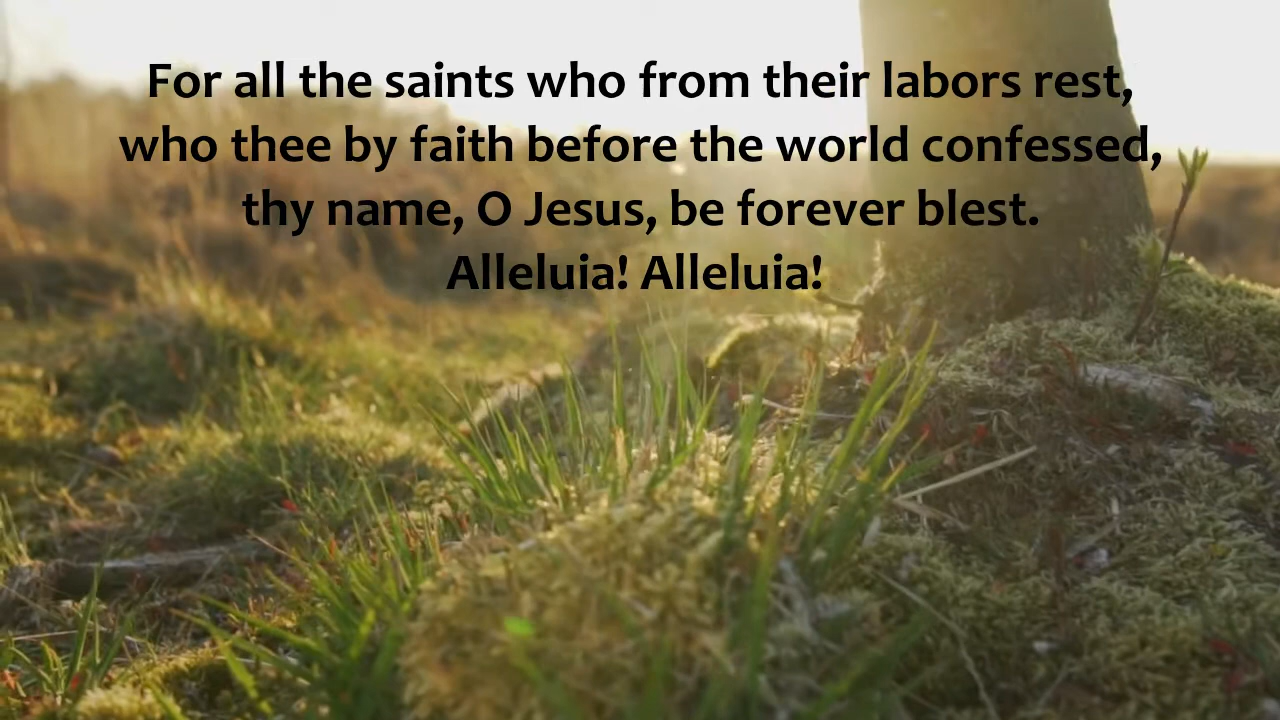 For all the saints who from their labors rest,
who thee by faith before the world confessed,
thy name, O Jesus, be forever blest.
Alleluia! Alleluia!